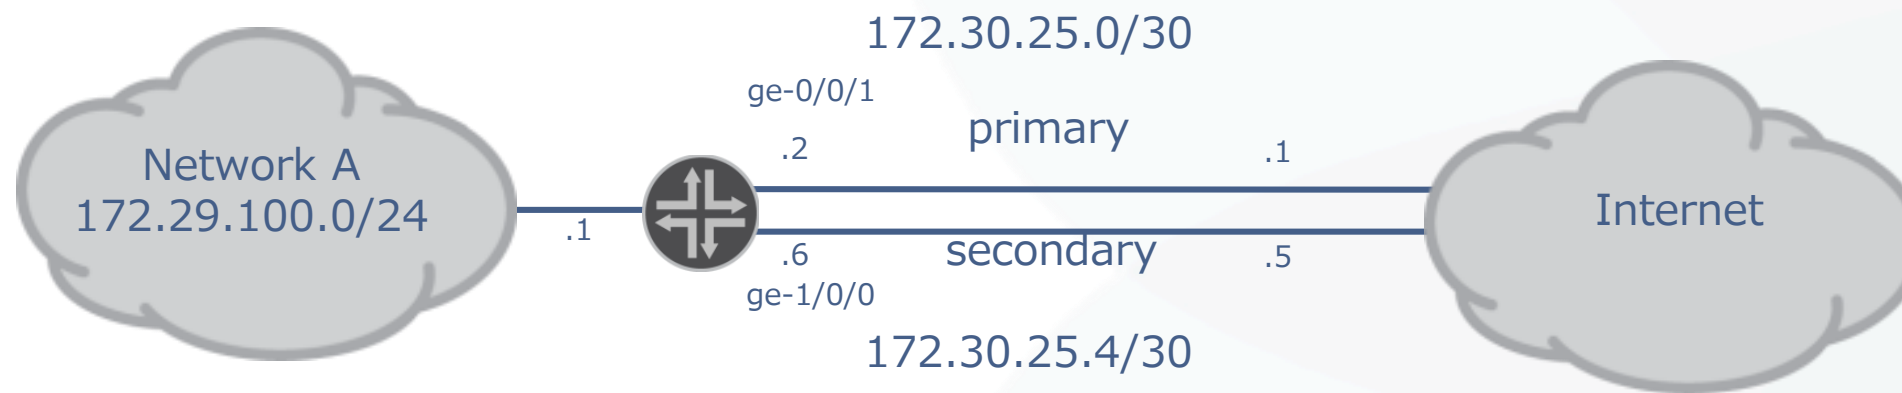 172.30.25.0/30
ge-0/0/1
primary
.2
.1
Network A
172.29.100.0/24
.1
Internet
.6
secondary
.5
ge-1/0/0
172.30.25.4/30